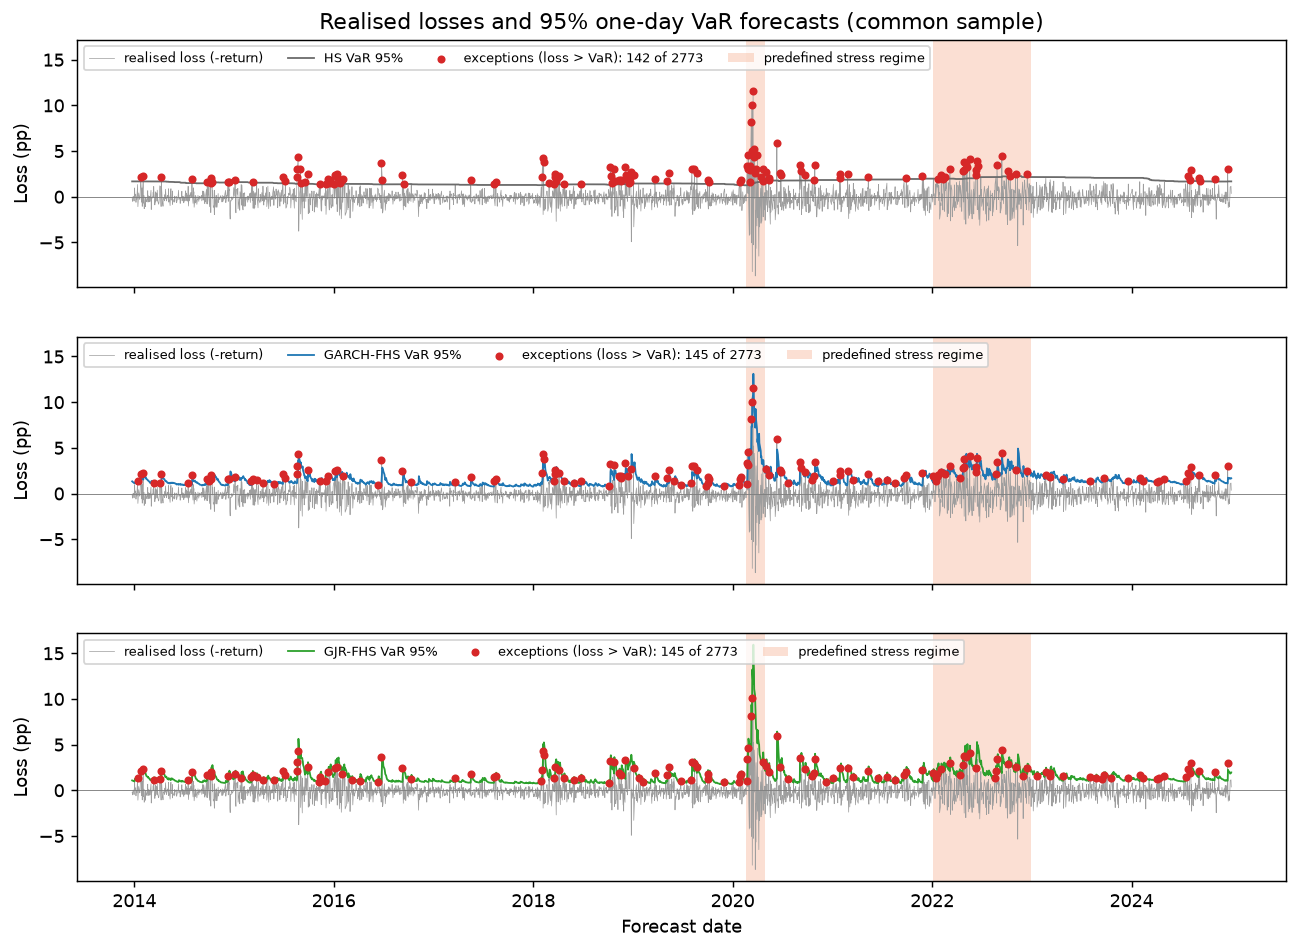 Realised losses and 95% one-day VaR forecasts (common sample)
realised loss (-return) HS VaR 95% exceptions (loss > VaR): 142 of 2773 predefined stress regime
15
10
5
0
−5
Loss (pp)
realised loss (-return) GARCH-FHS VaR 95% exceptions (loss > VaR): 145 of 2773 predefined stress regime
15
10
5
0
−5
Loss (pp)
realised loss (-return) GJR-FHS VaR 95% exceptions (loss > VaR): 145 of 2773 predefined stress regime
15
10
5
0
−5
Loss (pp)
2014 2016 2018 2020 2022 2024
Forecast date